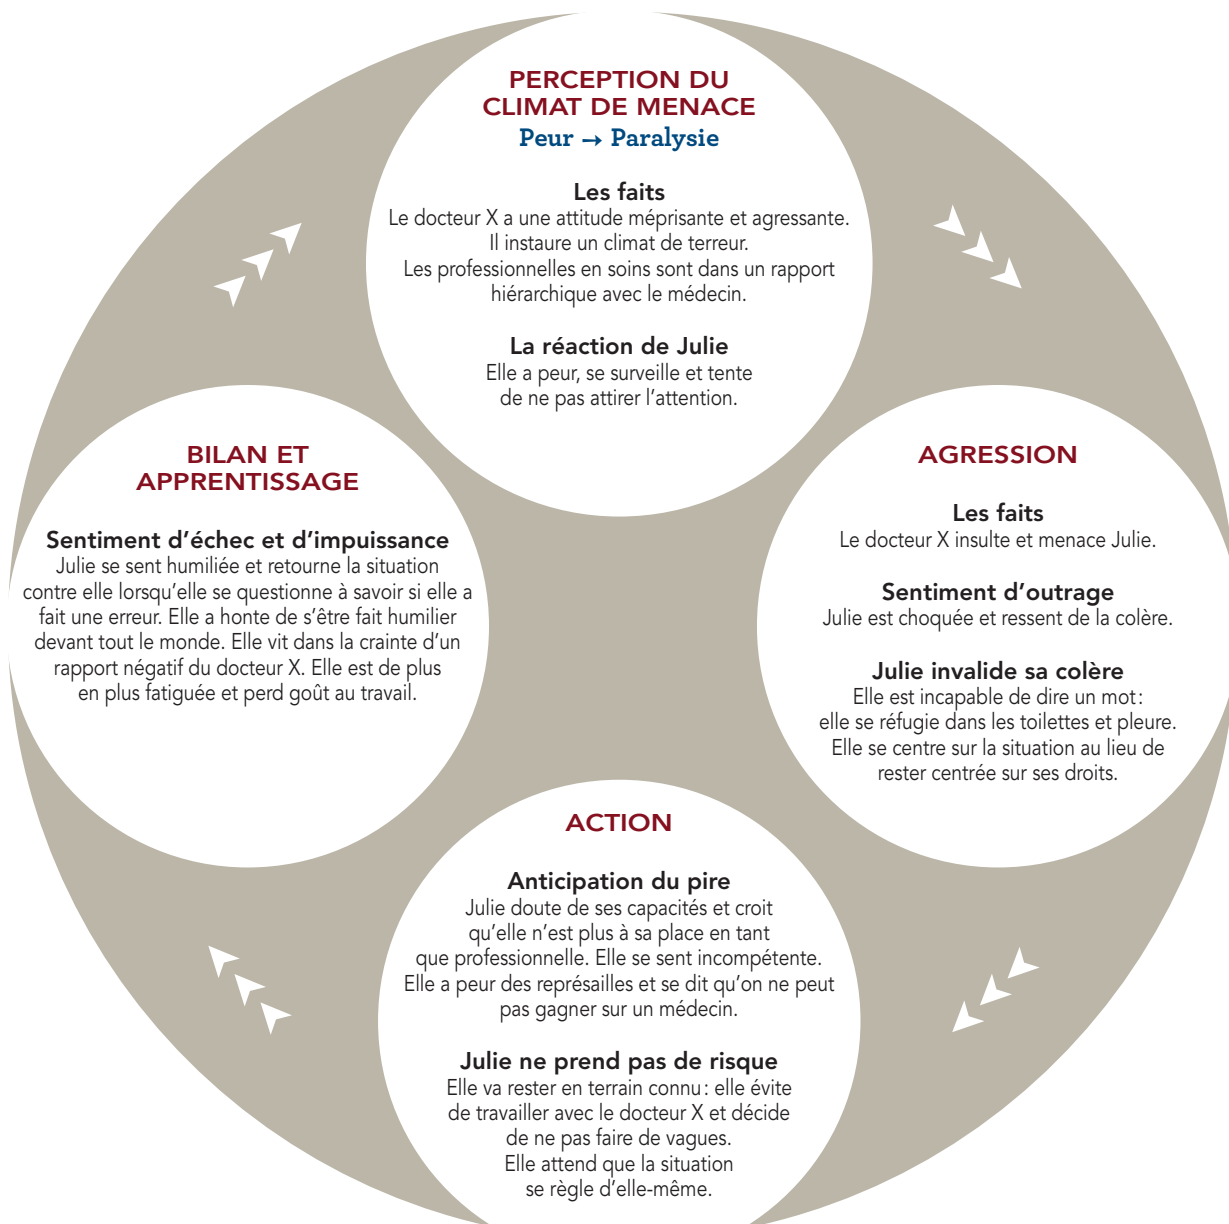 PERCEPTION DU
CLIMAT DE MENACE
Peur → Paralysie
Les faits
Le docteur X a une attitude méprisante et agressante.
Il instaure un climat de terreur.
Les professionnelles en soins sont dans un rapport
hiérarchique avec le médecin.
La réaction de Julie
Elle a peur, se surveille et tente
de ne pas attirer l’attention.
AGRESSION
Les faits
Le docteur X insulte et menace Julie.
Sentiment d’outrage
Julie est choquée et ressent de la colère.
Julie invalide sa colère
Elle est incapable de dire un mot :
elle se réfugie dans les toilettes et pleure.
Elle se centre sur la situation au lieu de
rester centrée sur ses droits.
ACTION
Anticipation du pire
Julie doute de ses capacités et croit
qu’elle n’est plus à sa place en tant
que professionnelle. Elle se sent incompétente.
Elle a peur des représailles et se dit qu’on ne peut
pas gagner sur un médecin.
Julie ne prend pas de risque
Elle va rester en terrain connu : elle évite
de travailler avec le docteur X et décide
de ne pas faire de vagues.
Elle attend que la situation
se règle d’elle-même.
BILAN ET
APPRENTISSAGE
Sentiment d’échec et d’impuissance
Julie se sent humiliée et retourne la situation
contre elle lorsqu’elle se questionne à savoir si elle a
fait une erreur. Elle a honte de s’être fait humilier
devant tout le monde. Elle vit dans la crainte d’un
rapport négatif du docteur X. Elle est de plus
en plus fatiguée et perd goût au travail.